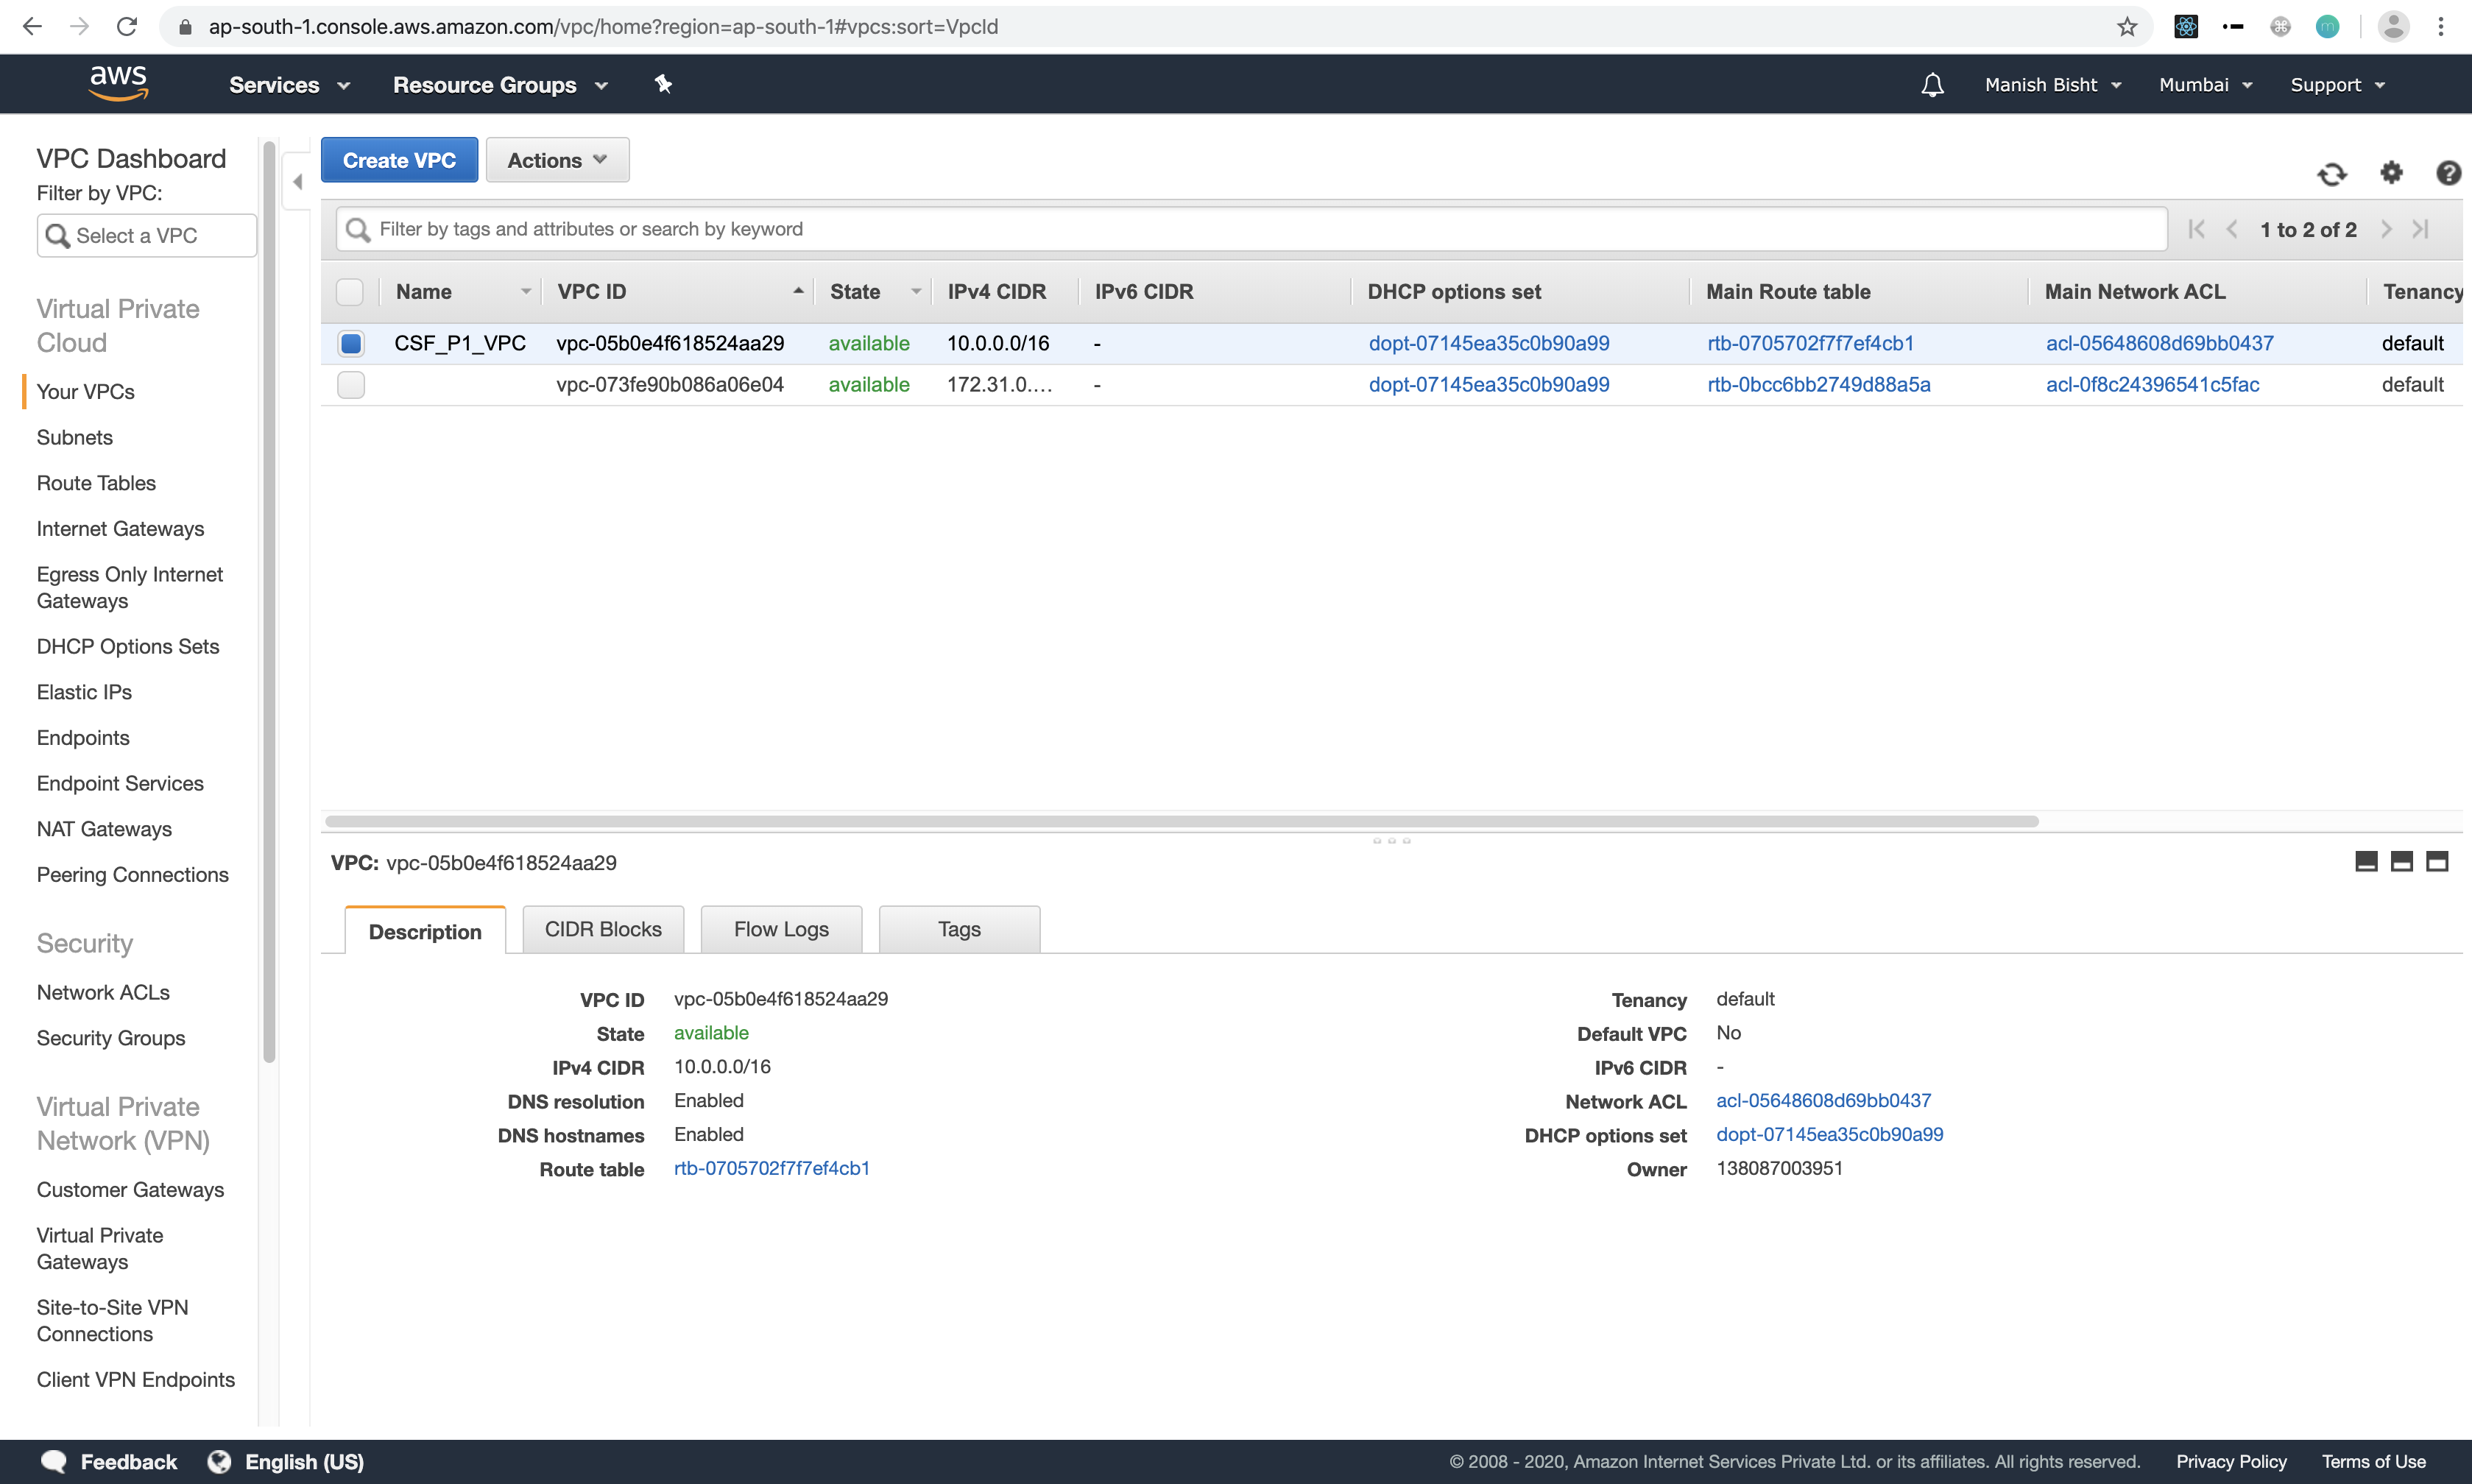 ap-south-1.console.aws.amazon.com/vpc/home?region=ap-south-1#vpcs:sort=VpcId
aws Services Resource Groups Manish Bisht Mumbai Support
VPC Dashboard
Filter by VPC:
Select a VPC
Virtual Private
Cloud
Your VPCs
Subnets
Route Tables
Internet Gateways
Egress Only Internet
Gateways
DHCP Options Sets
Elastic IPs
Endpoints
Endpoint Services
NAT Gateways
Peering Connections
Security
Network ACLs
Security Groups
Virtual Private
Network (VPN)
Customer Gateways
Virtual Private
Gateways
Site-to-Site VPN
Connections
Client VPN Endpoints
Create VPC Actions
Filter by tags and attributes or search by keyword 1 to 2 of 2
Name VPC ID State IPv4 CIDR IPv6 CIDR DHCP options set Main Route table Main Network ACL Tenancy
CSF_P1_VPC vpc-05b0e4f618524aa29 available 10.0.0.0/16 - dopt-07145ea35c0b90a99 rtb-0705702f7f7ef4cb1 acl-05648608d69bb0437 default
vpc-073fe90b086a06e04 available 172.31.0.... - dopt-07145ea35c0b90a99 rtb-0bcc6bb2749d88a5a acl-0f8c24396541c5fac default
VPC: vpc-05b0e4f618524aa29
Description CIDR Blocks Flow Logs Tags
VPC ID vpc-05b0e4f618524aa29 Tenancy default
State available Default VPC No
IPv4 CIDR 10.0.0.0/16 IPv6 CIDR -
DNS resolution Enabled Network ACL acl-05648608d69bb0437
DNS hostnames Enabled DHCP options set dopt-07145ea35c0b90a99
Route table rtb-0705702f7f7ef4cb1 Owner 138087003951
Feedback English (US) © 2008 - 2020, Amazon Internet Services Private Ltd. or its affiliates. All rights reserved. Privacy Policy Terms of Use